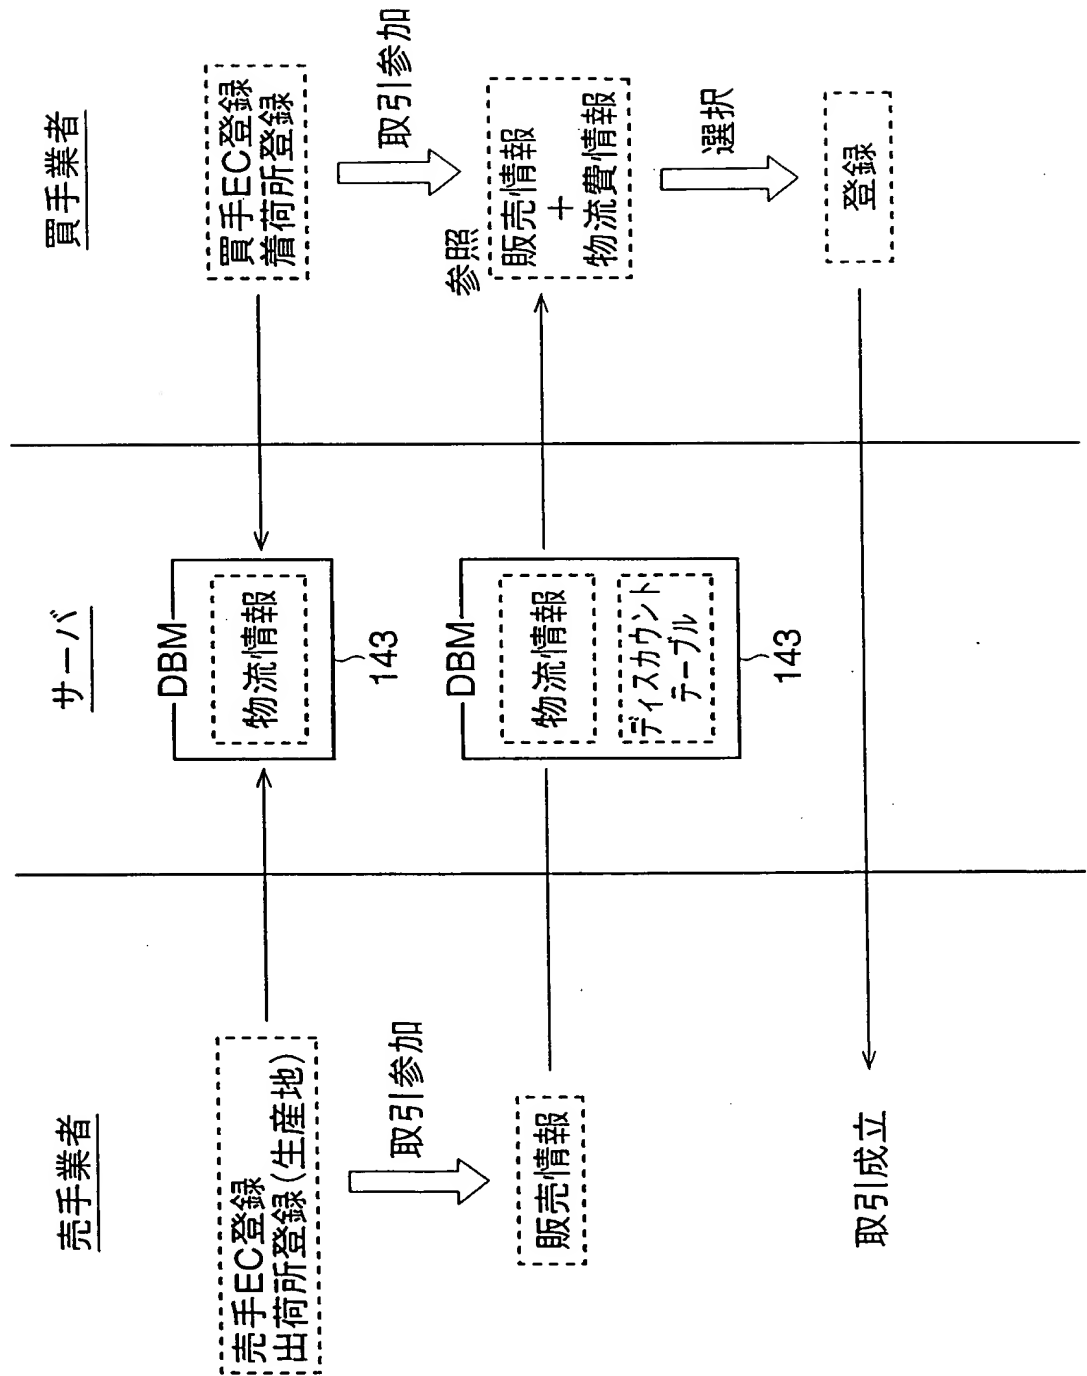 売手業者
サーバ
買手業者
売手EC登録
出荷所登録(生産地)
DBM
物流情報
143
買手EC登録
着荷所登録
取引参加
取引参加
販売情報
DBM
物流情報
ディスカウント
テーブル
143
参照
販売情報
+
物流費情報
選択
登録
取引成立